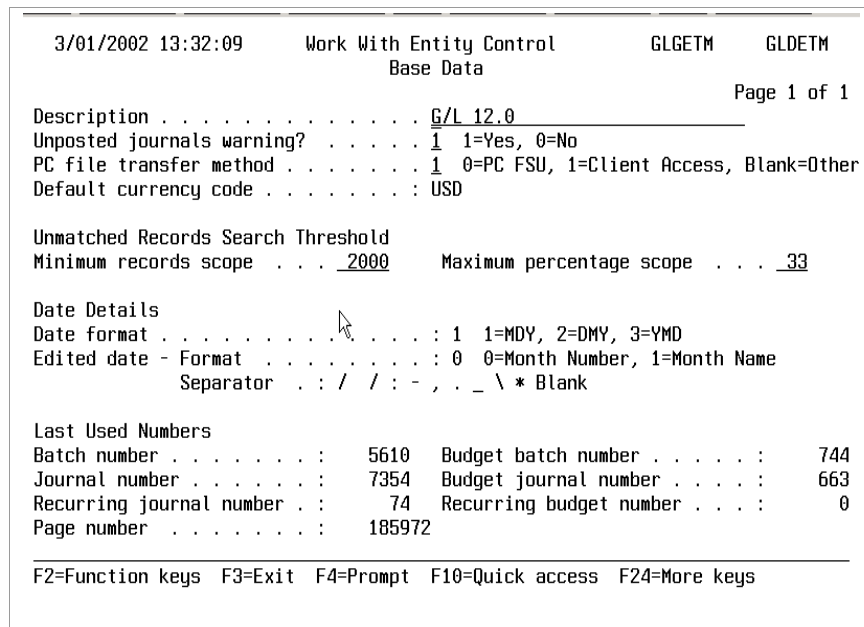 3/01/2002 13:32:09 Work With Entity Control GLGETM GLDETM
Base Data
Page 1 of 1
Description . . . . . . . . . . . . . G/L 12.0
Unposted journals warning? . . . . . 1 1=Yes, 0=No
PC file transfer method . . . . . . . 1 0=PC FSU, 1=Client Access, Blank=Other
Default currency code . . . . . . . : USD
Unmatched Records Search Threshold
Minimum records scope . . . 2000 Maximum percentage scope . . . 33
Date Details
Date format . . . . . . . . . . . . . : 1 1=MDY, 2=DMY, 3=YMD
Edited date - Format . . . . . . . . : 0 0=Month Number, 1=Month Name
Separator . : / / : - , . _ \ * Blank
Last Used Numbers
Batch number . . . . . . . : 5610 Budget batch number . . . . . : 744
Journal number . . . . . . : 7354 Budget journal number . . . . : 663
Recurring journal number . : 74 Recurring budget number . . . : 0
Page number . . . . . . . : 185972
F2=Function keys F3=Exit F4=Prompt F10=Quick access F24=More keys